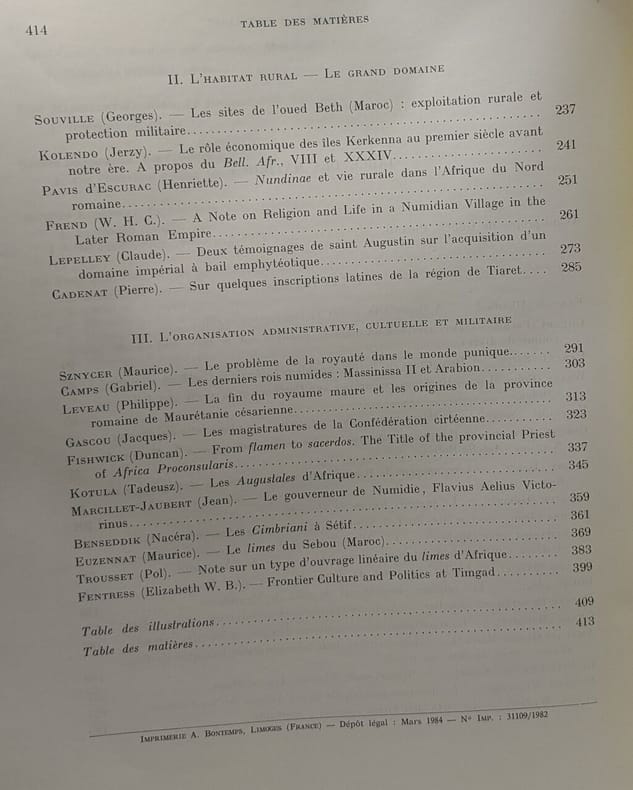 414
TABLE DES MATIÈRES
II. L'HABITAT RURAL — LE GRAND DOMAINE
SOUVILLE (Georges). — Les sites de l'oued Beth (Maroc) : exploitation rurale et
protection militaire........ 237
KOLENDO (Jerzy). — Le rôle économique des îles Kerkenna au premier siècle avant
notre ère. A propos du Bell. Afr., VIII et XXXIV........ 241
PAVIS D'ESCURAC (Henriette). — Nundinae et vie rurale dans l'Afrique du Nord
romaine........ 251
FREND (W. H. C.). — A Note on Religion and Life in a Numidian Village in the
Later Roman Empire........ 261
LEPELLEY (Claude). — Deux témoignages de saint Augustin sur l'acquisition d'un
domaine impérial à bail emphytéotique........ 273
CADENAT (Pierre). — Sur quelques inscriptions latines de la région de Tiaret.... 285
III. L'ORGANISATION ADMINISTRATIVE, CULTUELLE ET MILITAIRE
SZNYCER (Maurice). — Le problème de la royauté dans le monde punique....... 291
CAMPS (Gabriel). — Les derniers rois numides : Massinissa II et Arabion........ 303
LEVEAU (Philippe). — La fin du royaume maure et les origines de la province
romaine de Maurétanie césarienne........ 313
GASCOU (Jacques). — Les magistratures de la Confédération cirtéenne........ 323
FISHWICK (Duncan). — From flamen to sacerdos. The Title of the provincial Priest
of Africa Proconsularis........ 337
KOTULA (Tadeusz). — Les Augustales d'Afrique........ 345
MARCILLET-JAUBERT (Jean). — Le gouverneur de Numidie, Flavius Aelius Victo-
rinus........ 359
BENSEDDIK (Nacéra). — Les Cimbriani à Sétif........ 361
EUZENNAT (Maurice). — Le limes du Sebou (Maroc)........ 369
TROUSSET (Pol). — Note sur un type d'ouvrage linéaire du limes d'Afrique........ 383
FENTRESS (Elizabeth W. B.). — Frontier Culture and Politics at Timgad........ 399
Table des illustrations........ 409
Table des matières........ 413
IMPRIMERIE A. BONTEMPS, LIMOGES (FRANCE) — Dépôt légal : Mars 1984 — N° IMP. : 31109/1982